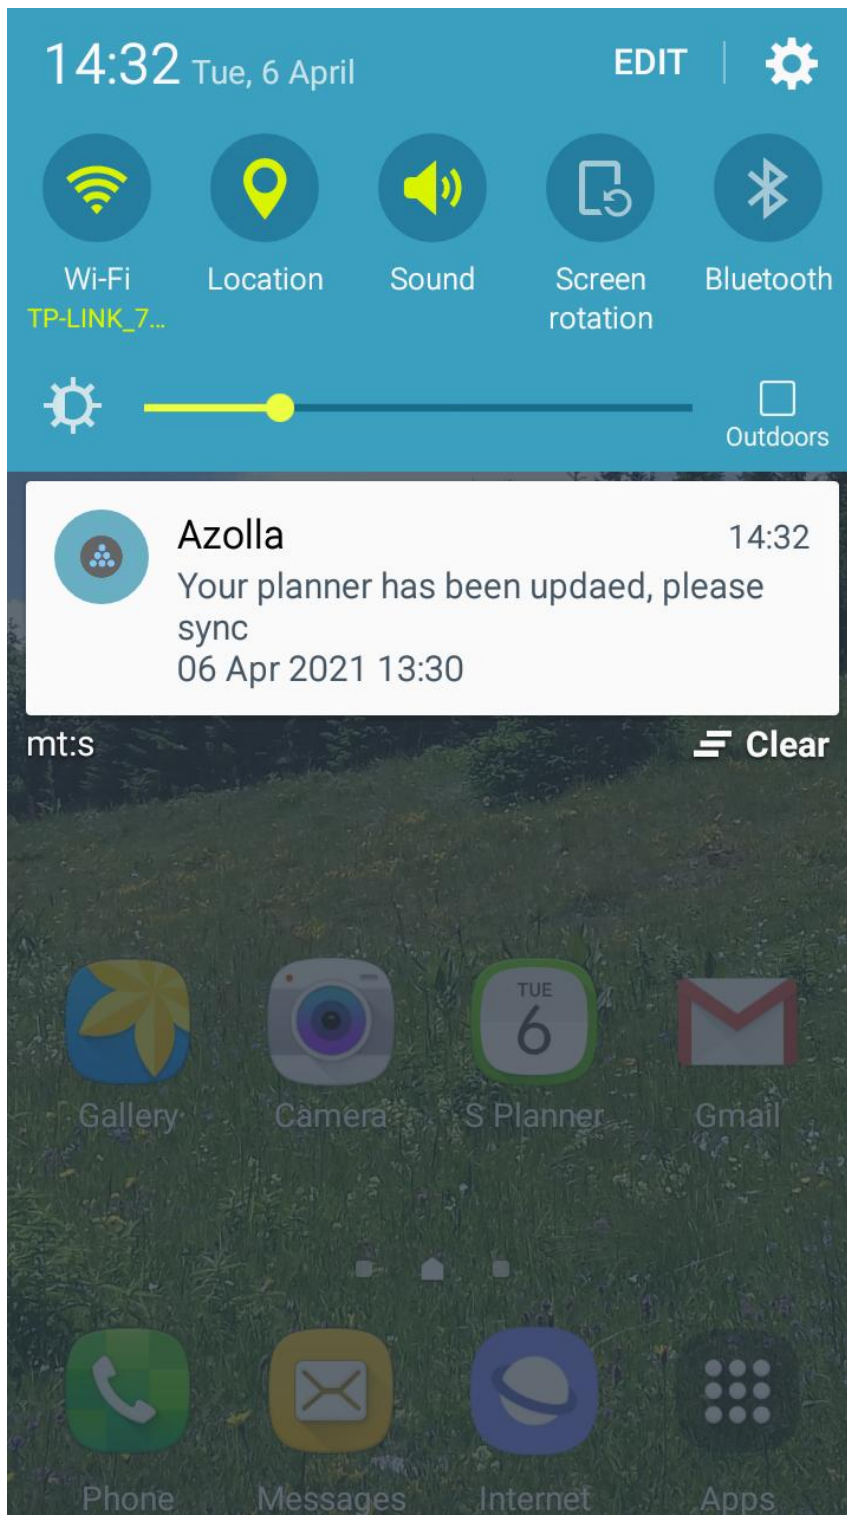 14:32 Tue, 6 April EDIT
Wi-Fi Location Sound Screen rotation Bluetooth
TP-LINK_7...
Outdoors
Azolla 14:32
Your planner has been updaed, please
sync
06 Apr 2021 13:30
mt:s Clear
TUE
6
Gallery Camera S Planner Gmail
Phone Messages Internet Apps